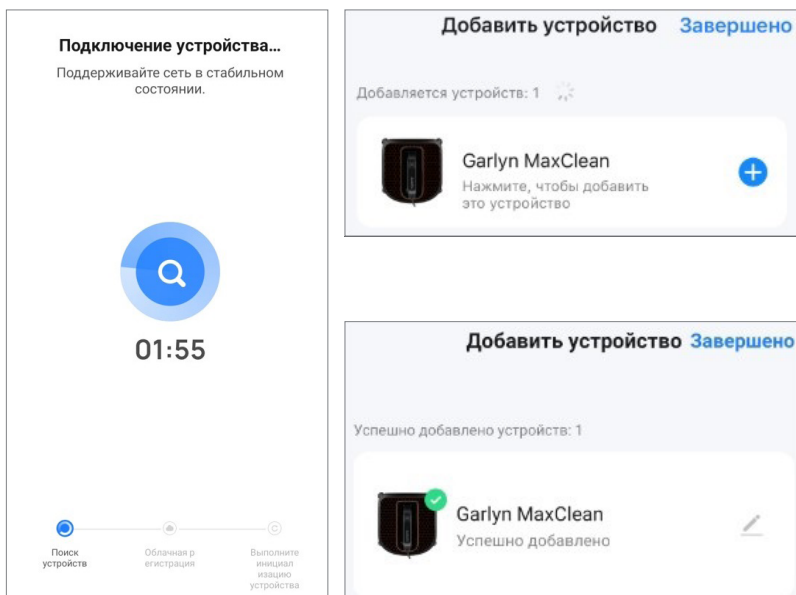 Подключение устройства...
Поддерживайте сеть в стабильном
состоянии.
01:55
Поиск
устройств
Облачная р
егистрация
Выполните
инициал
изацию
устройства
Добавить устройство
Завершено
Добавляется устройств: 1
Garlyn MaxClean
Нажмите, чтобы добавить
это устройство
Добавить устройство
Завершено
Успешно добавлено устройств: 1
Garlyn MaxClean
Успешно добавлено